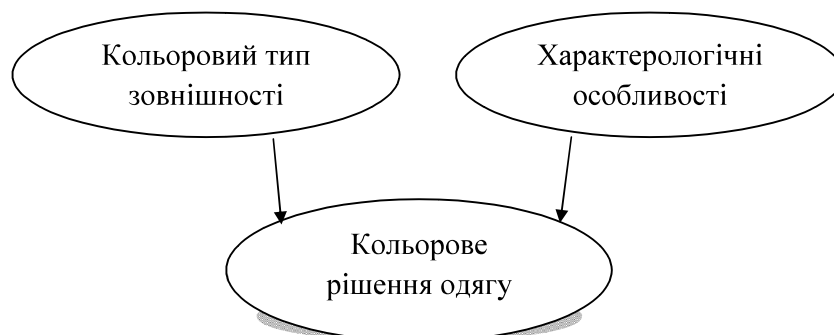 Кольоровий тип
зовнішності
Характерологічні
особливості
Кольорове
рішення одягу